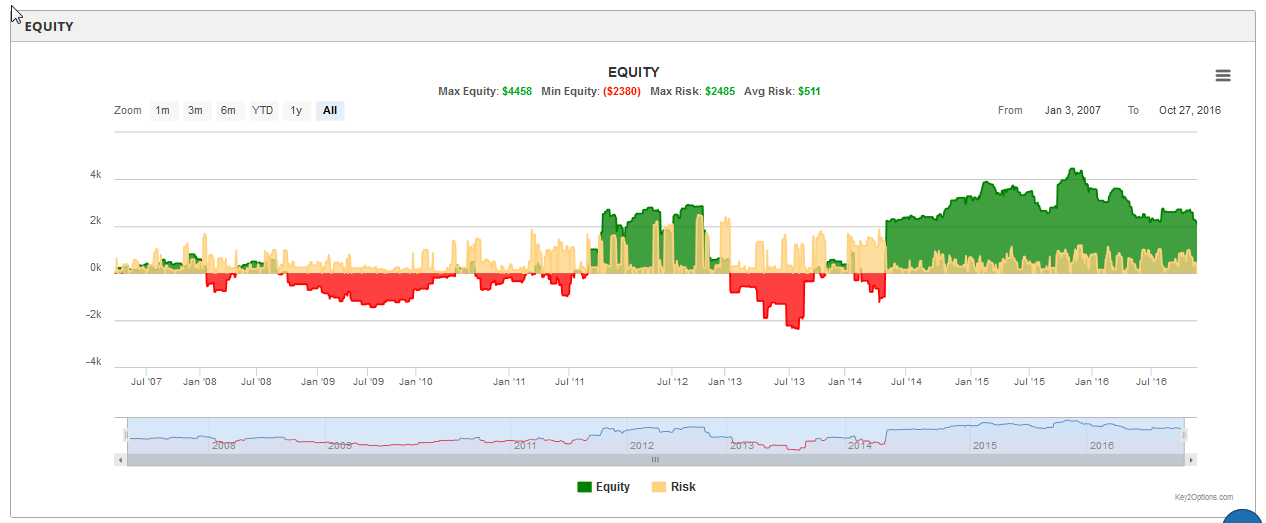 EQUITY
EQUITY
Max Equity: $4458 Min Equity: ($2380) Max Risk: $2485 Avg Risk: $511
Zoom 1m 3m 6m YTD 1y All From Jan 3, 2007 To Oct 27, 2016
4k
2k
0k
-2k
-4k
Jul '07 Jan '08 Jul '08 Jan '09 Jul '09 Jan '10 Jan '11 Jul '11 Jul '12 Jan '13 Jul '13 Jan '14 Jul '14 Jan '15 Jul '15 Jan '16 Jul '16
2008 2009 2011 2012 2013 2014 2015 2016
Equity Risk
Key2Options.com